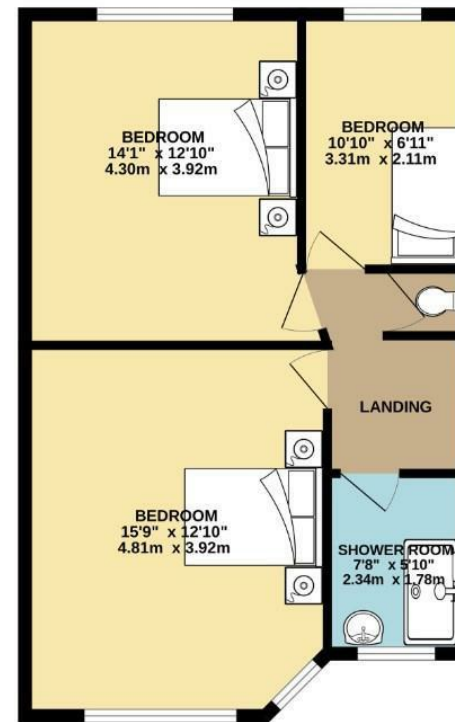 BEDROOM
14'1" x 12'10"
4.30m x 3.92m
BEDROOM
10'10" x 6'11"
3.31m x 2.11m
LANDING
BEDROOM
15'9" x 12'10"
4.81m x 3.92m
SHOWER ROOM
7'8" x 5'10"
2.34m x 1.78m